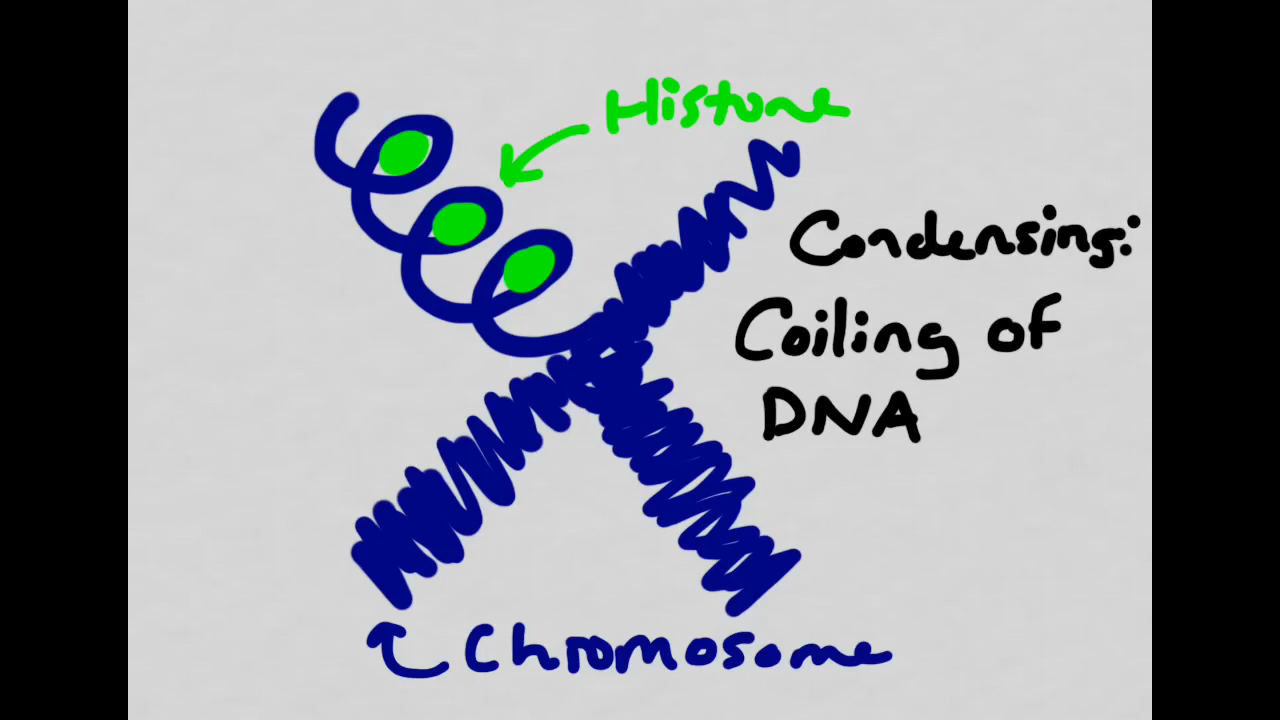 Histone
Condensing:
Coiling of
DNA
Chromosome